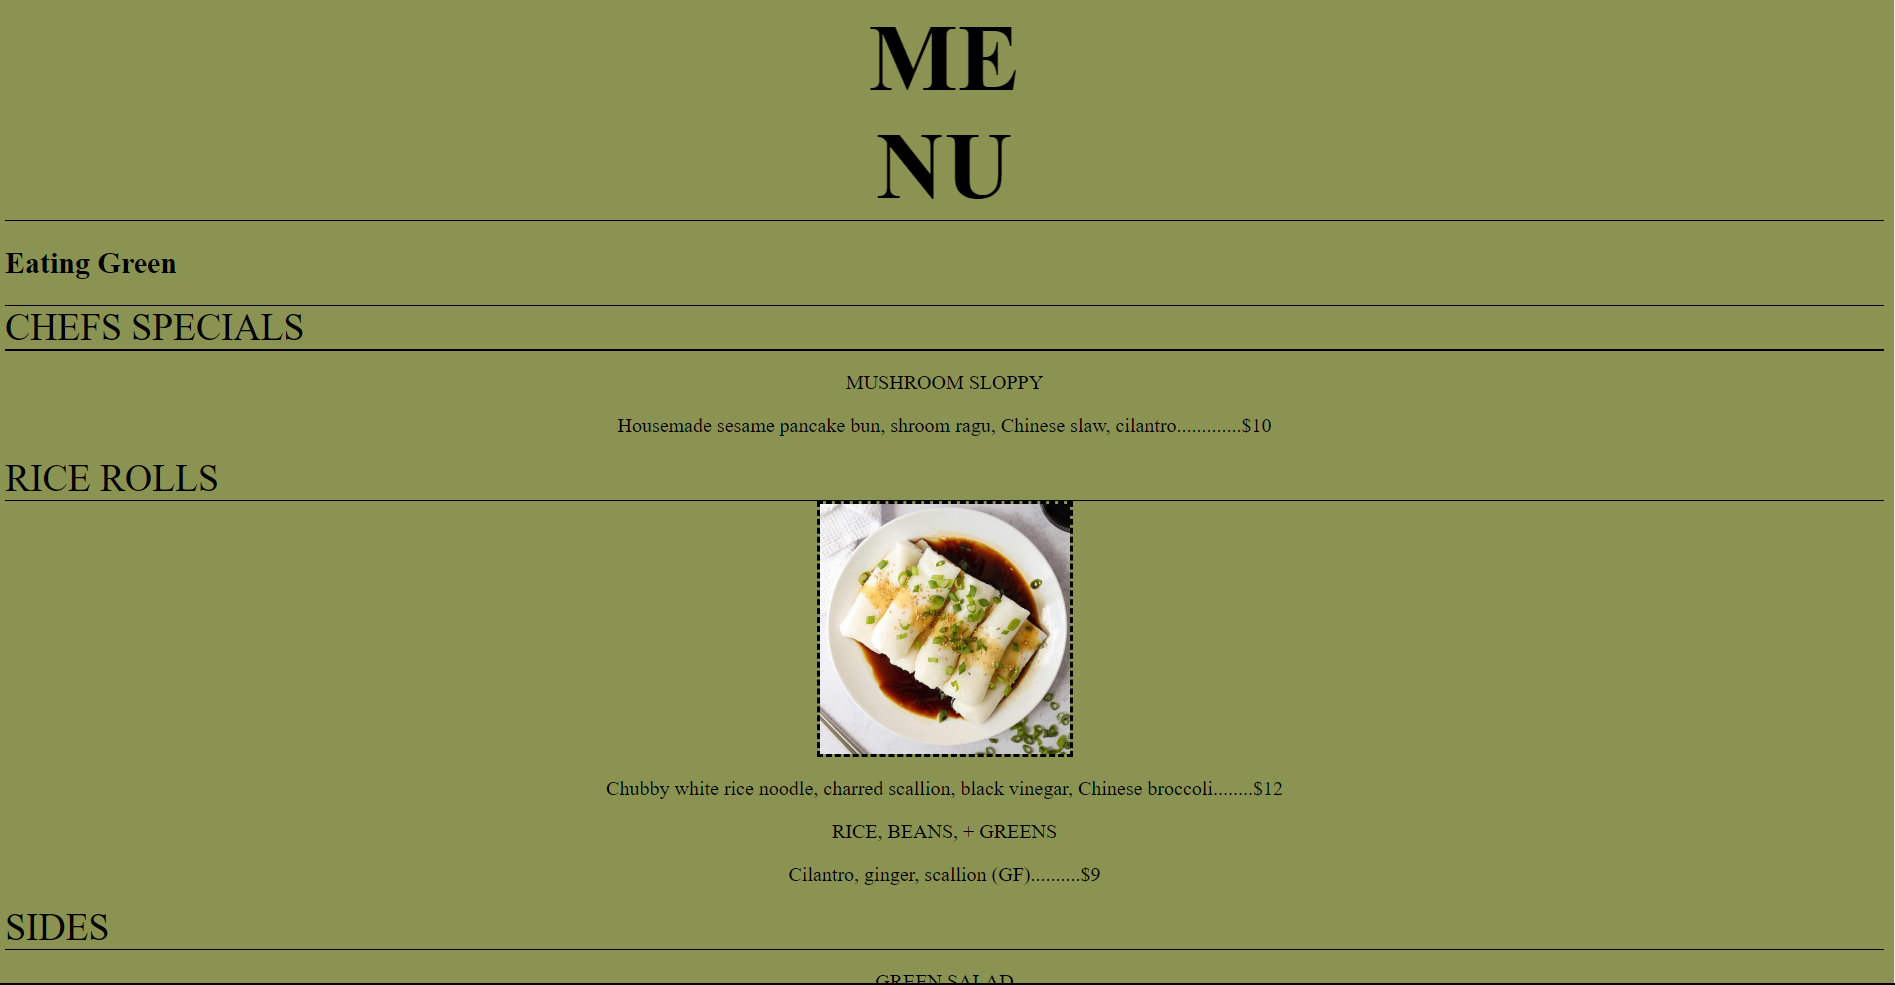 ME
NU
Eating Green
CHEFS SPECIALS
MUSHROOM SLOPPY
Housemade sesame pancake bun, shroom ragu, Chinese slaw, cilantro.............$10
RICE ROLLS
Chubby white rice noodle, charred scallion, black vinegar, Chinese broccoli........$12
RICE, BEANS, + GREENS
Cilantro, ginger, scallion (GF)..........$9
SIDES
GREEN SALAD